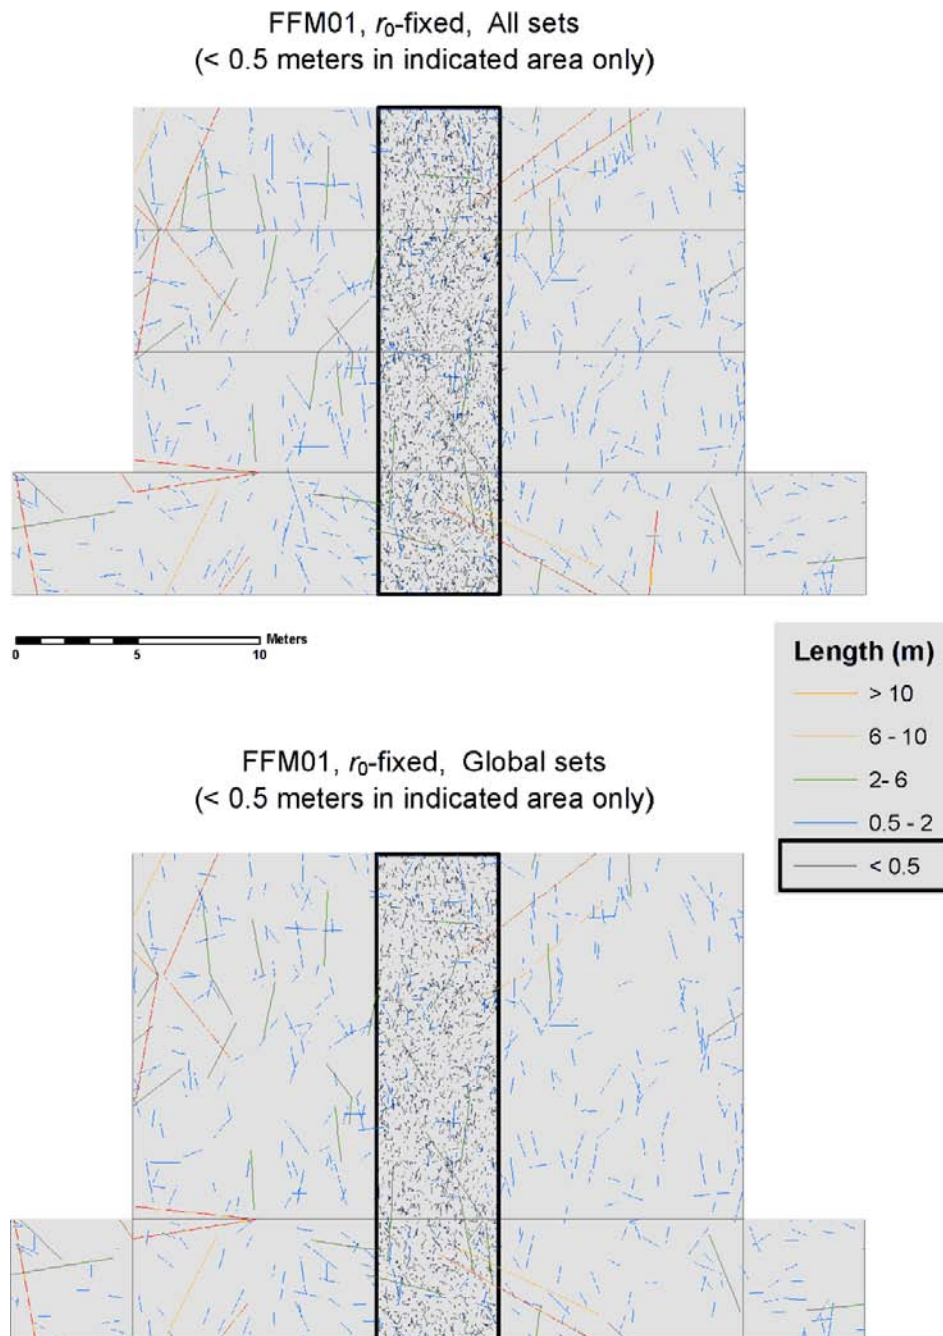 FFM01, r0-fixed, All sets
(< 0.5 meters in indicated area only)
Meters
0 5 10
Length (m)
> 10
6 - 10
2- 6
0.5 - 2
< 0.5
FFM01, r0-fixed, Global sets
(< 0.5 meters in indicated area only)